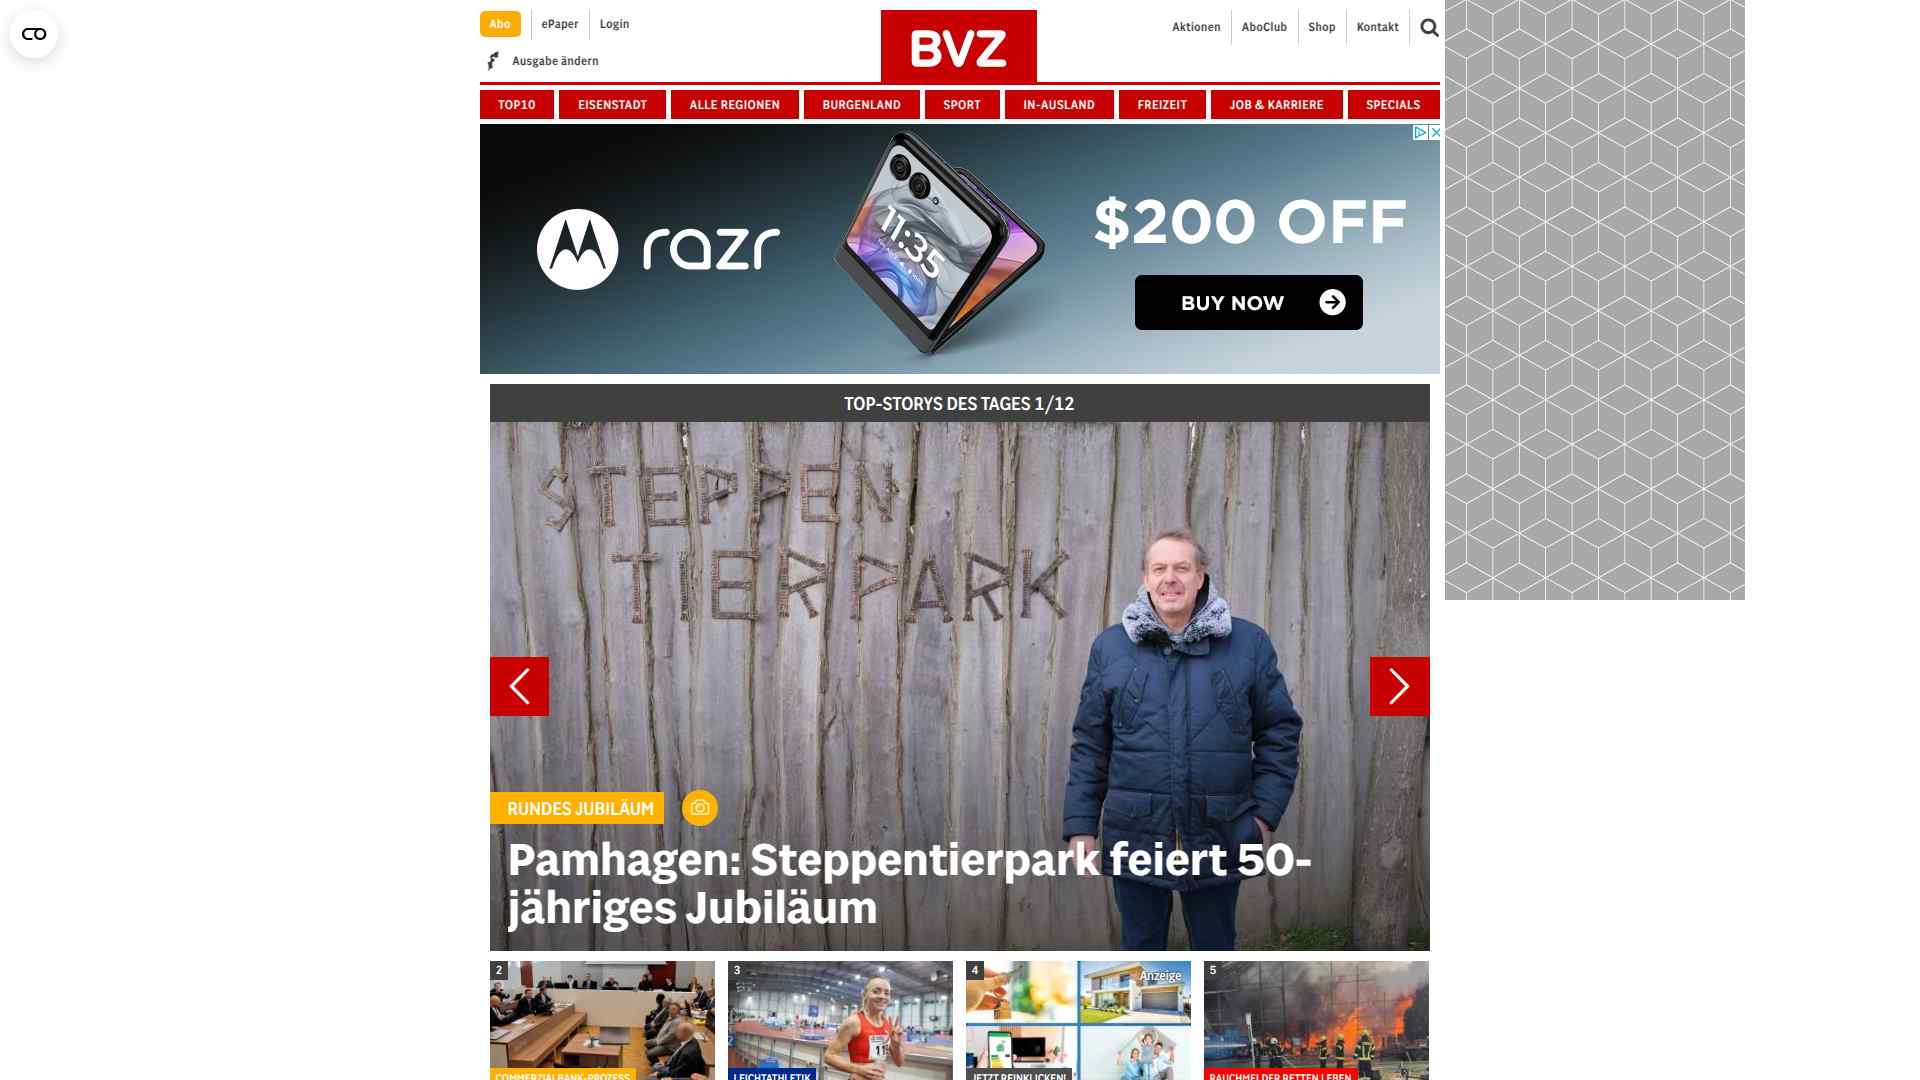 Abo
ePaper
Login
Ausgabe ändern
BVZ
Aktionen
AboClub
Shop
Kontakt
TOP10
EISENSTADT
ALLE REGIONEN
BURGENLAND
SPORT
IN-AUSLAND
FREIZEIT
JOB & KARRIERE
SPECIALS
razr
11:35
$200 OFF
BUY NOW
TOP-STORYS DES TAGES 1/12
STEPPEN
TIERPARK
RUNDES JUBILÄUM
Pamhagen: Steppentierpark feiert 50-
jähriges Jubiläum
2
3
4
Anzeige
5
COMMERZIALBANK-PROZESS
LEICHTATHLETIK
JETZT REINKLICKEN!
RAUCHMELDER RETTEN LEBEN